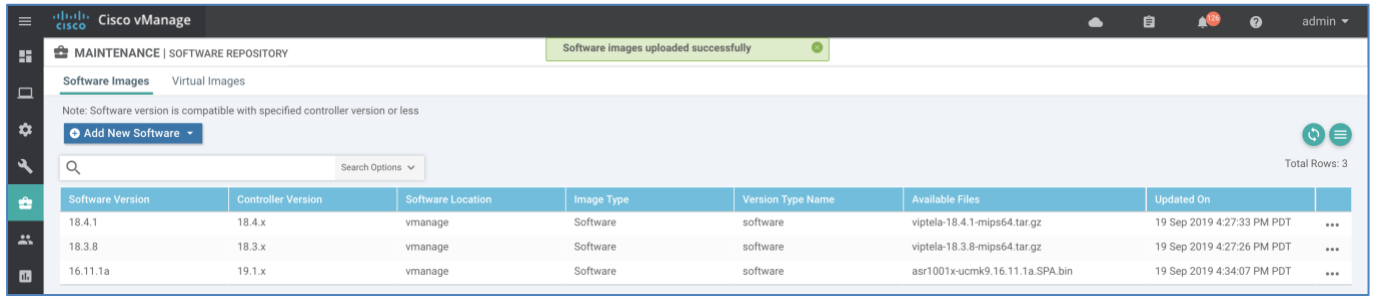 cisco Cisco vManage 126 admin
MAINTENANCE | SOFTWARE REPOSITORY
Software images uploaded successfully
Software Images Virtual Images
Note: Software version is compatible with specified controller version or less
Add New Software
Search Options
Total Rows: 3
Software Version Controller Version Software Location Image Type Version Type Name Available Files Updated On
18.4.1 18.4.x vmanage Software software viptela-18.4.1-mips64.tar.gz 19 Sep 2019 4:27:33 PM PDT
18.3.8 18.3.x vmanage Software software viptela-18.3.8-mips64.tar.gz 19 Sep 2019 4:27:26 PM PDT
16.11.1a 19.1.x vmanage Software software asr1001x-ucmk9.16.11.1a.SPA.bin 19 Sep 2019 4:34:07 PM PDT